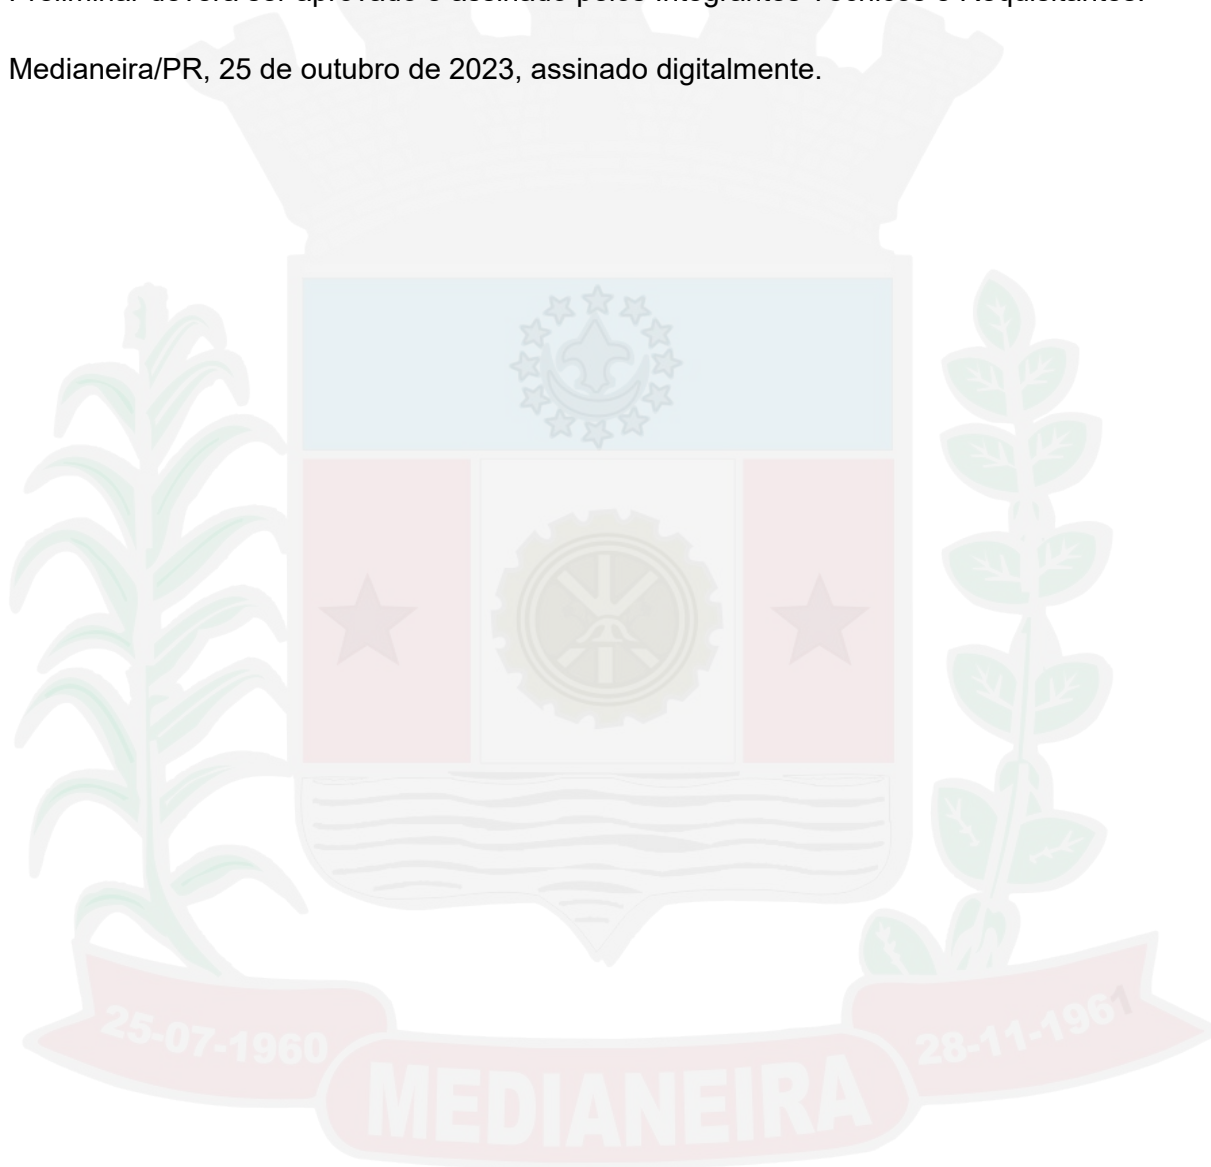 Preliminar deverá ser aprovado e assinado pelos Integrantes Técnicos e Requisitantes.
Medianeira/PR, 25 de outubro de 2023, assinado digitalmente.
25-07-1960
28-11-1961
MEDIANEIRA